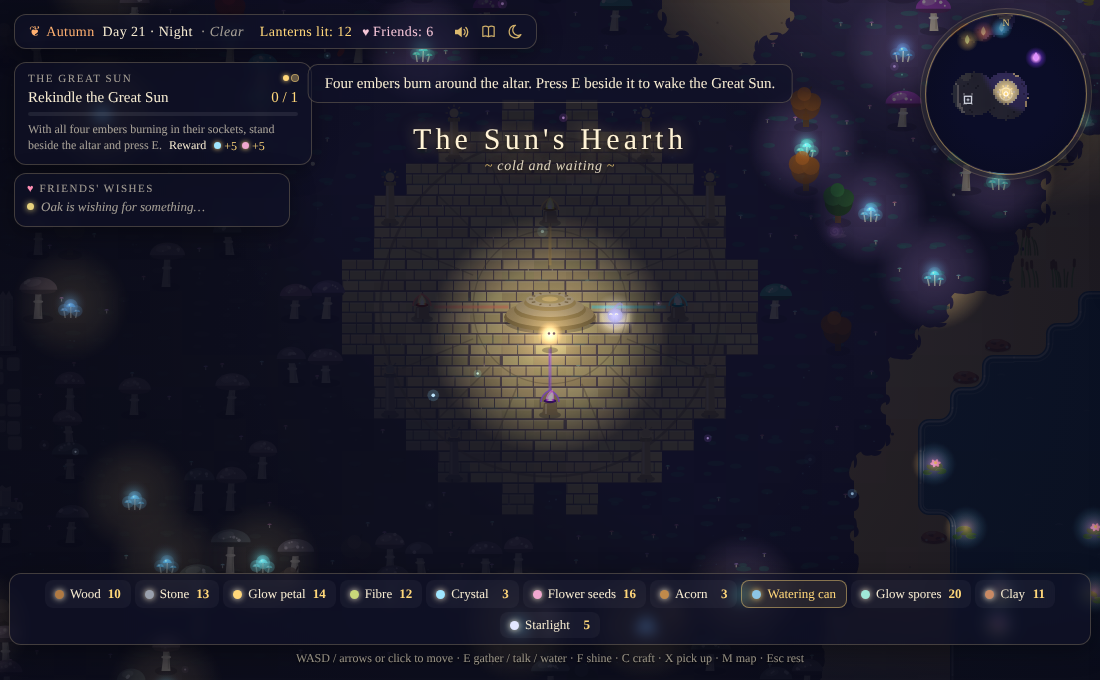 Autumn Day 21 · Night · Clear Lanterns lit: 12 ♥ Friends: 6
N
THE GREAT SUN
Rekindle the Great Sun 0 / 1
With all four embers burning in their sockets, stand
beside the altar and press E. Reward +5 +5
Four embers burn around the altar. Press E beside it to wake the Great Sun.
The Sun's Hearth
~ cold and waiting ~
♥ FRIENDS' WISHES
Oak is wishing for something…
Wood 10 Stone 13 Glow petal 14 Fibre 12 Crystal 3 Flower seeds 16 Acorn 3 Watering can Glow spores 20 Clay 11
Starlight 5
WASD / arrows or click to move · E gather / talk / water · F shine · C craft · X pick up · M map · Esc rest